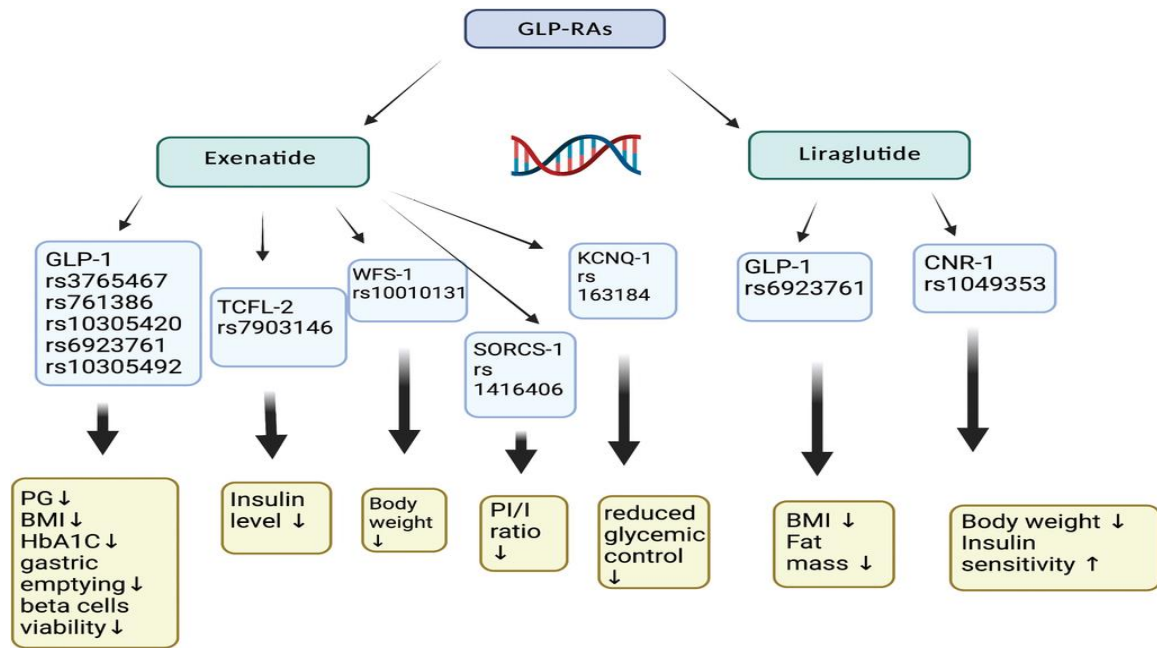 GLP-RAs
Exenatide
Liraglutide
GLP-1
rs3765467
rs761386
rs10305420
rs6923761
rs10305492
TCFL-2
rs7903146
WFS-1
rs10010131
SORCS-1
rs
1416406
KCNQ-1
rs
163184
GLP-1
rs6923761
CNR-1
rs1049353
PG↓
BMI↓
HbA1C↓
gastric
emptying↓
beta cells
viability↓
Insulin
level ↓
Body
weight
↓
PI/I
ratio
↓
reduced
glycemic
control
↓
BMI ↓
Fat
mass ↓
Body weight ↓
Insulin
sensitivity ↑